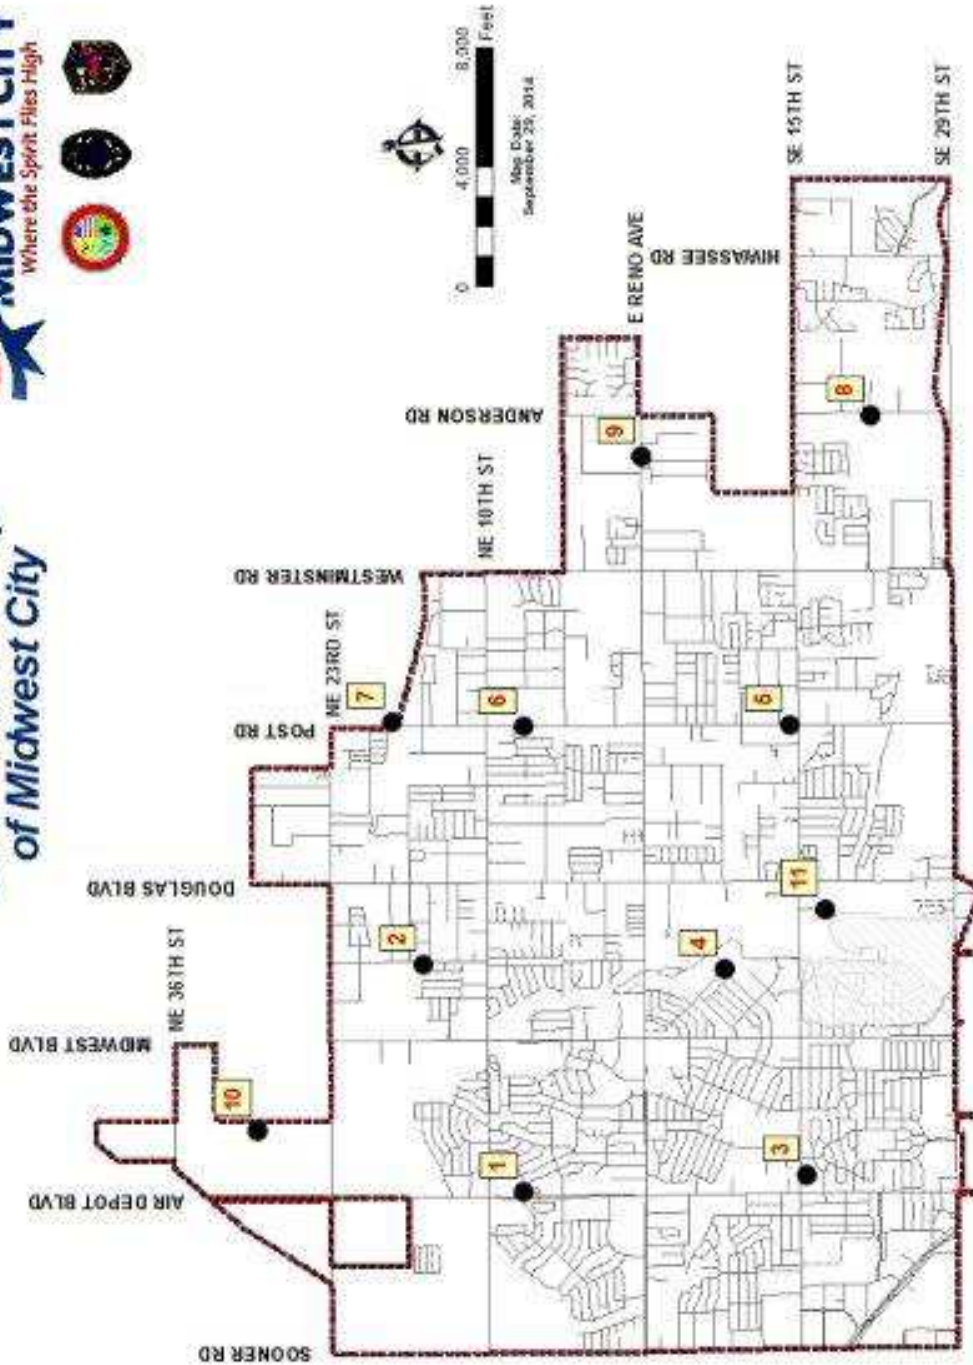 of Midwest City
MIDWEST CITY
Where the Spirit Flies High
SOONER RD
AIR DEPOT BLVD
MIDWEST BLVD
DOUGLAS BLVD
POST RD
WESTMINSTER RD
ANDERSON RD
HIWASSEE RD
NE 36TH ST
NE 23RD ST
NE 10TH ST
E RENO AVE
SE 15TH ST
SE 29TH ST
10
7
2
1
6
9
4
5
3
11
8
0 4,000 8,000
Feet
Map Date:
September 29, 2014